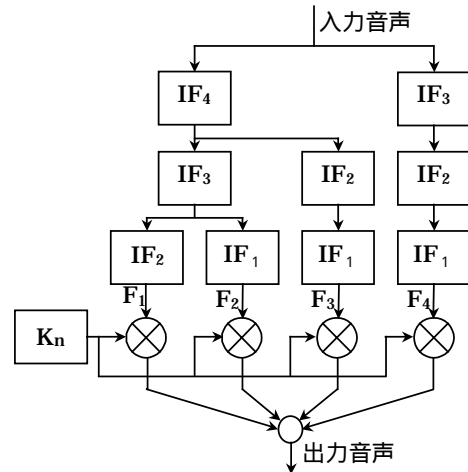 入力音声
IF₄ IF₃
IF₃ IF₂ IF₂
IF₂ IF₁ IF₁ IF₁
F₁ F₂ F₃ F₄
Kₙ
出力音声